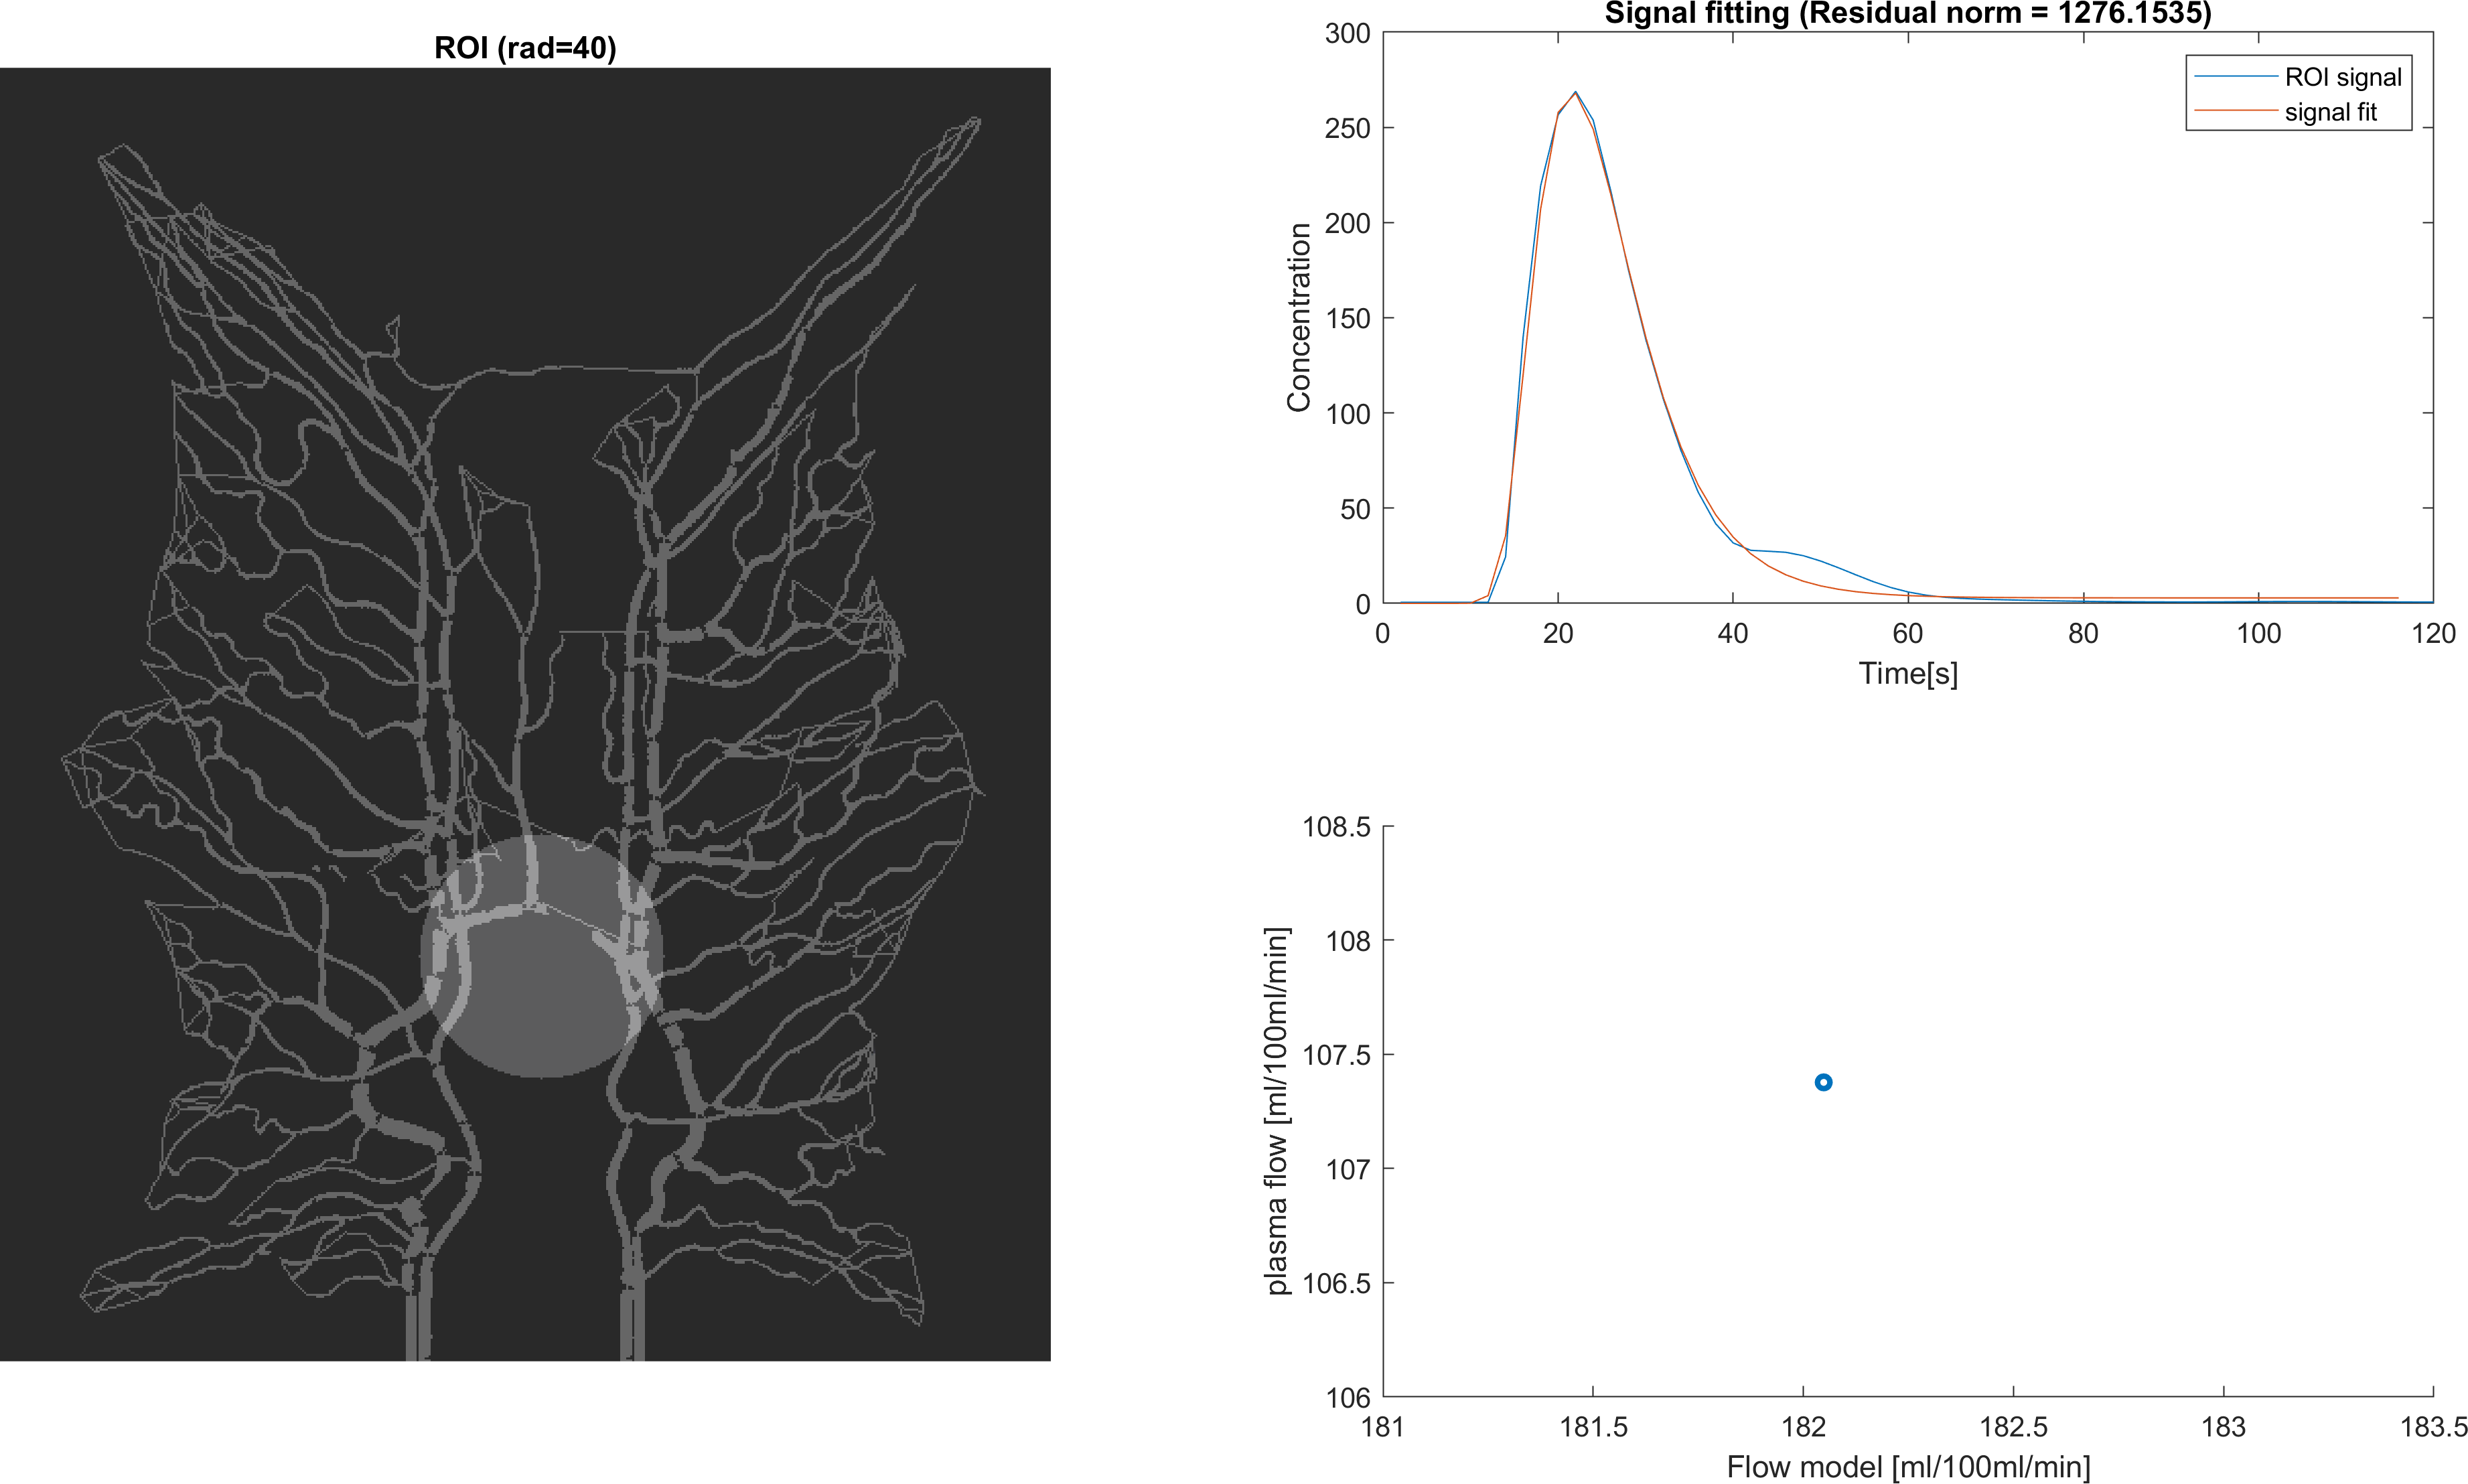 ROI (rad=40)
Signal fitting (Residual norm = 1276.1535)
300
250
200
150
100
50
0
Concentration
ROI signal
signal fit
0 20 40 60 80 100 120
Time[s]
108.5
108
107.5
107
106.5
106
plasma flow [ml/100ml/min]
181 181.5 182 182.5 183 183.5
Flow model [ml/100ml/min]